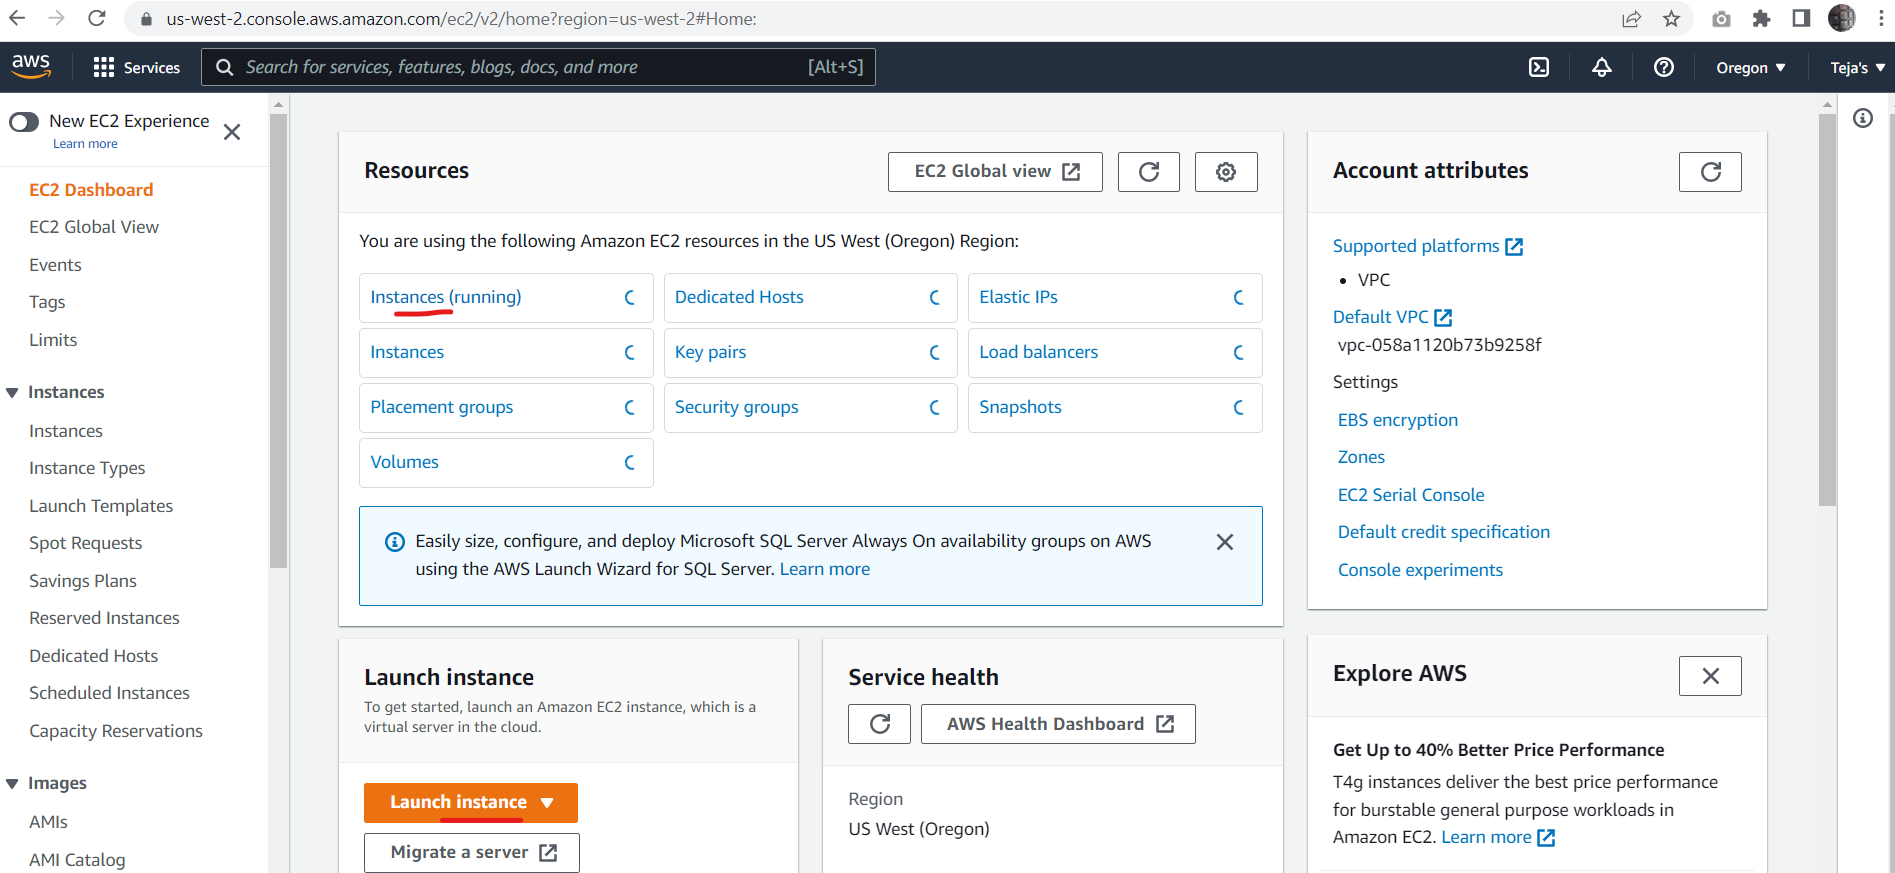 us-west-2.console.aws.amazon.com/ec2/v2/home?region=us-west-2#Home:
aws
Services
Search for services, features, blogs, docs, and more
[Alt+S]
Oregon
Teja's
New EC2 Experience
Learn more
EC2 Dashboard
EC2 Global View
Events
Tags
Limits
Instances
Instances
Instance Types
Launch Templates
Spot Requests
Savings Plans
Reserved Instances
Dedicated Hosts
Scheduled Instances
Capacity Reservations
Images
AMIs
AMI Catalog
Resources
EC2 Global view
You are using the following Amazon EC2 resources in the US West (Oregon) Region:
Instances (running)
Dedicated Hosts
Elastic IPs
Instances
Key pairs
Load balancers
Placement groups
Security groups
Snapshots
Volumes
Easily size, configure, and deploy Microsoft SQL Server Always On availability groups on AWS
using the AWS Launch Wizard for SQL Server. Learn more
Launch instance
To get started, launch an Amazon EC2 instance, which is a
virtual server in the cloud.
Launch instance
Migrate a server
Service health
AWS Health Dashboard
Region
US West (Oregon)
Account attributes
Supported platforms
• VPC
Default VPC
vpc-058a1120b73b9258f
Settings
EBS encryption
Zones
EC2 Serial Console
Default credit specification
Console experiments
Explore AWS
Get Up to 40% Better Price Performance
T4g instances deliver the best price performance
for burstable general purpose workloads in
Amazon EC2. Learn more